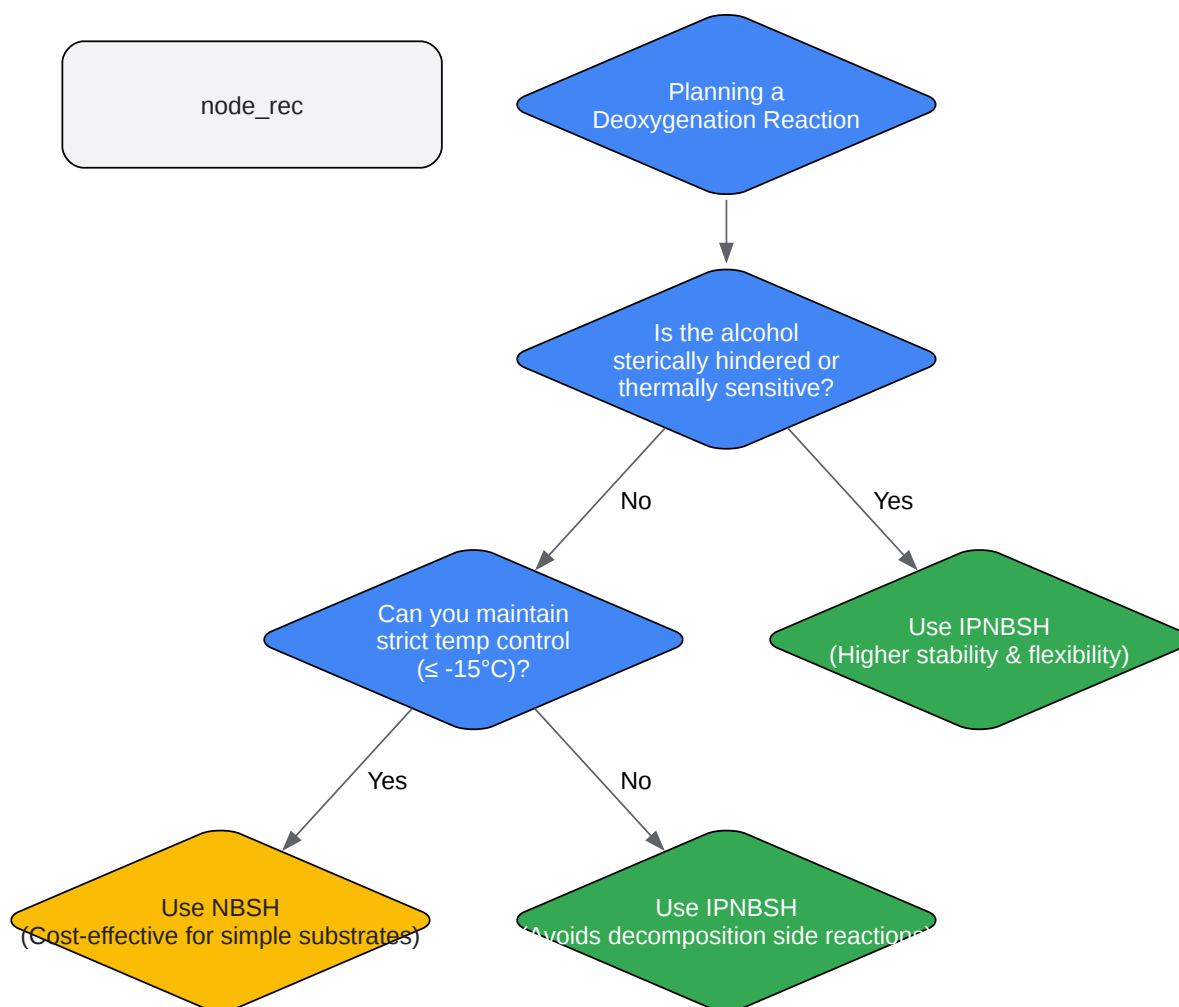 node_rec
Planning a
Deoxygenation Reaction
Is the alcohol
sterically hindered or
thermally sensitive?
No
Yes
Can you maintain
strict temp control
(≤ -15°C)?
Use IPNBSH
(Higher stability & flexibility)
Yes
No
Use NBSH
(Cost-effective for simple substrates)
Use IPNBSH
(Avoids decomposition side reactions)